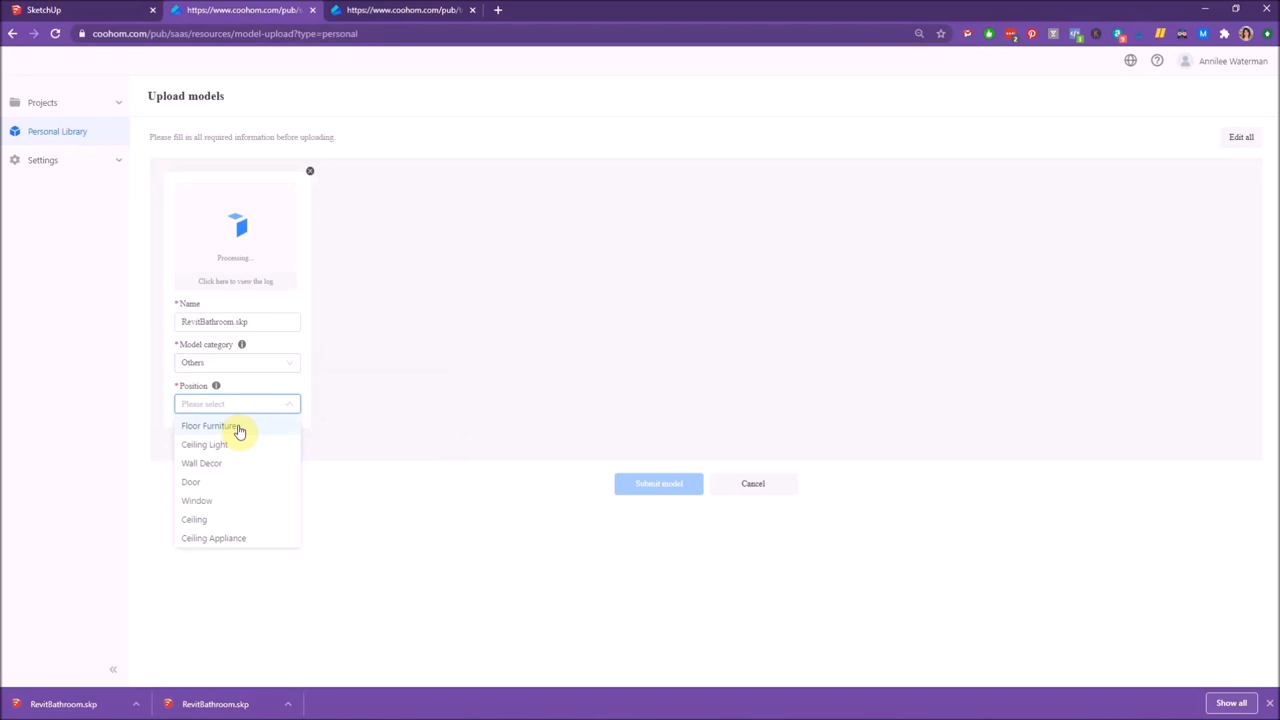 SketchUp
https://www.coohom.com/pub/s
https://www.coohom.com/pub/t
coohom.com/pub/saas/resources/model-upload?type=personal
Annilee Waterman
Projects
Personal Library
Settings
Upload models
Please fill in all required information before uploading.
Edit all
Processing...
Click here to view the log
*Name
RevitBathroom.skp
*Model category
Others
*Position
Please select
Floor Furniture
Ceiling Light
Wall Decor
Door
Window
Ceiling
Ceiling Appliance
Submit model
Cancel
RevitBathroom.skp
RevitBathroom.skp
Show all